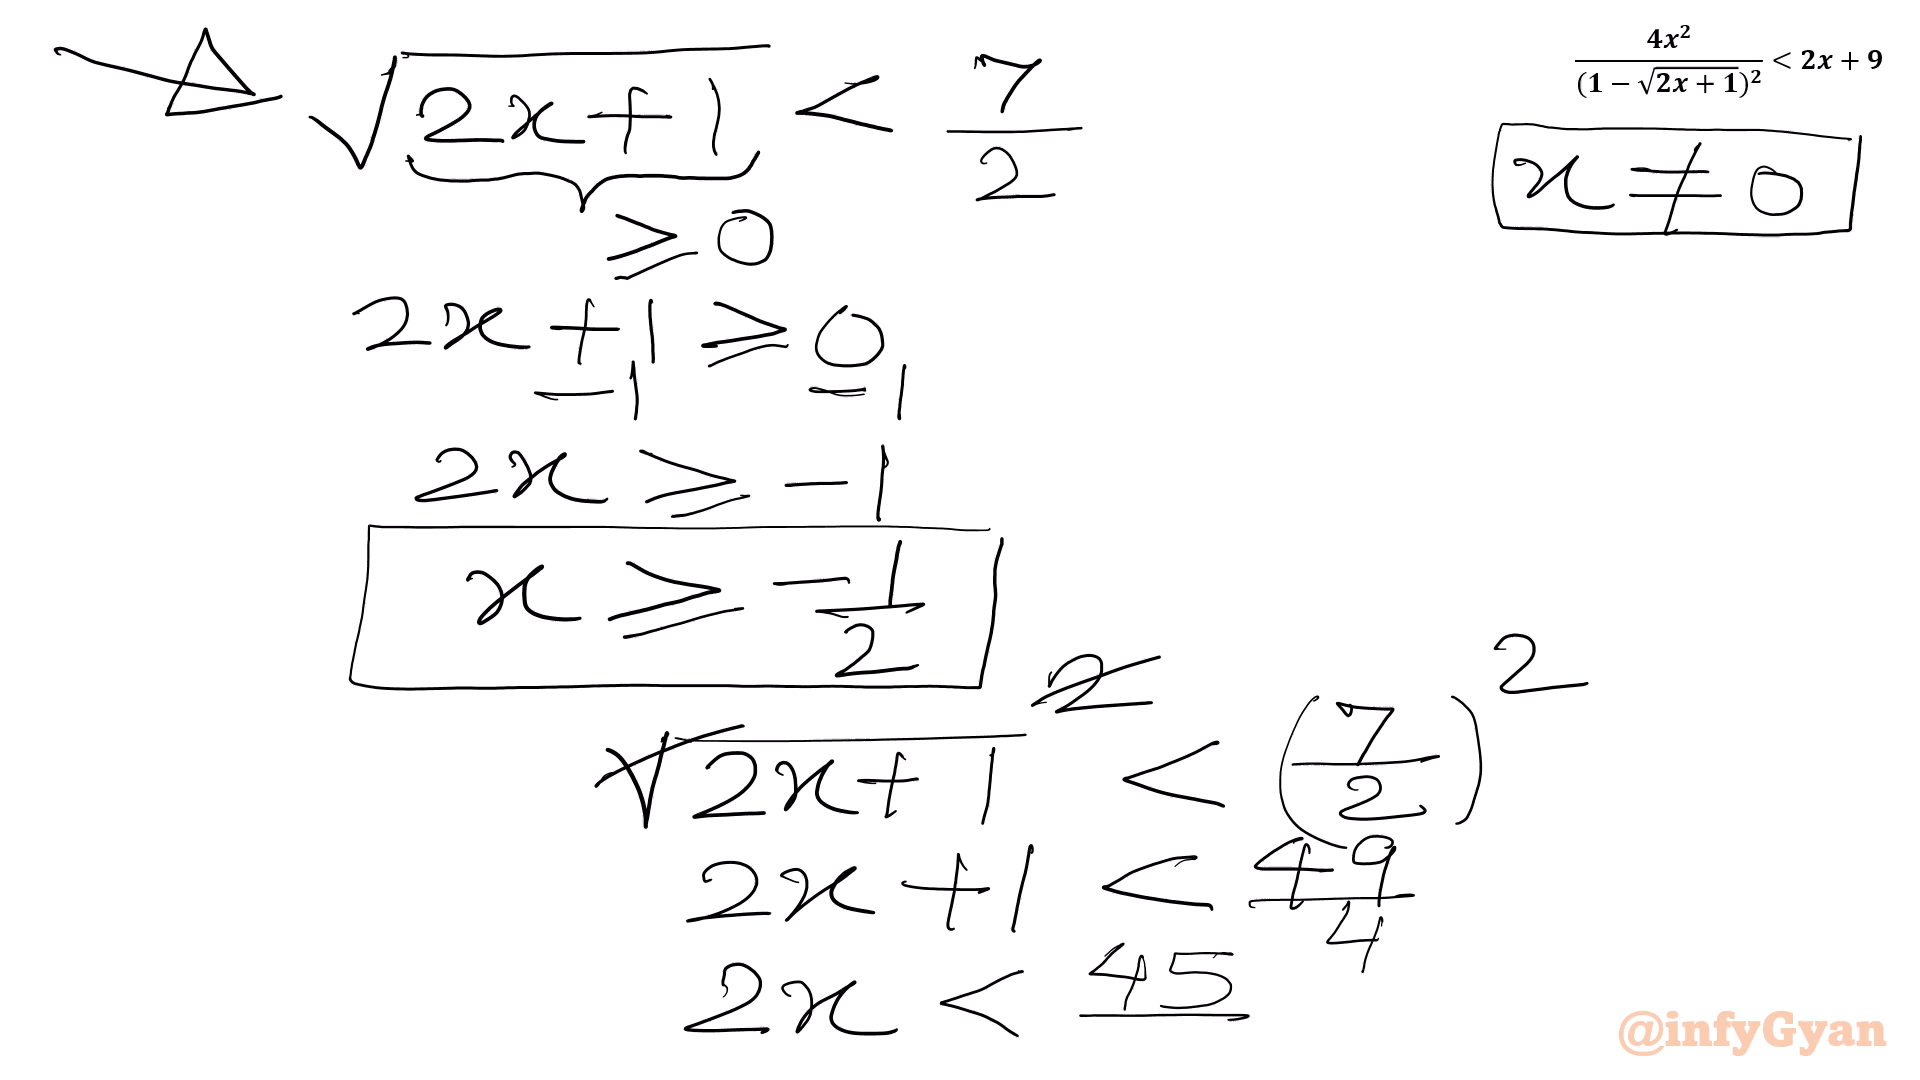 √(2x+1) < 7/2
4x²/(1−√(2x+1))² < 2x+9
x ≠ 0
≥ 0
2x+1 ≥ 0
−1 −1
2x ≥ −1
x ≥ −1/2
√(2x+1)² < (7/2)²
2x+1 < 49/4
2x < 45/
@infyGyan